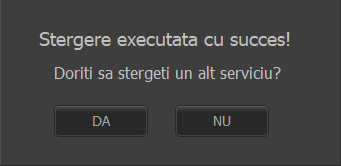 Stergere executata cu succes!
Doriti sa stergeti un alt serviciu?
DA
NU